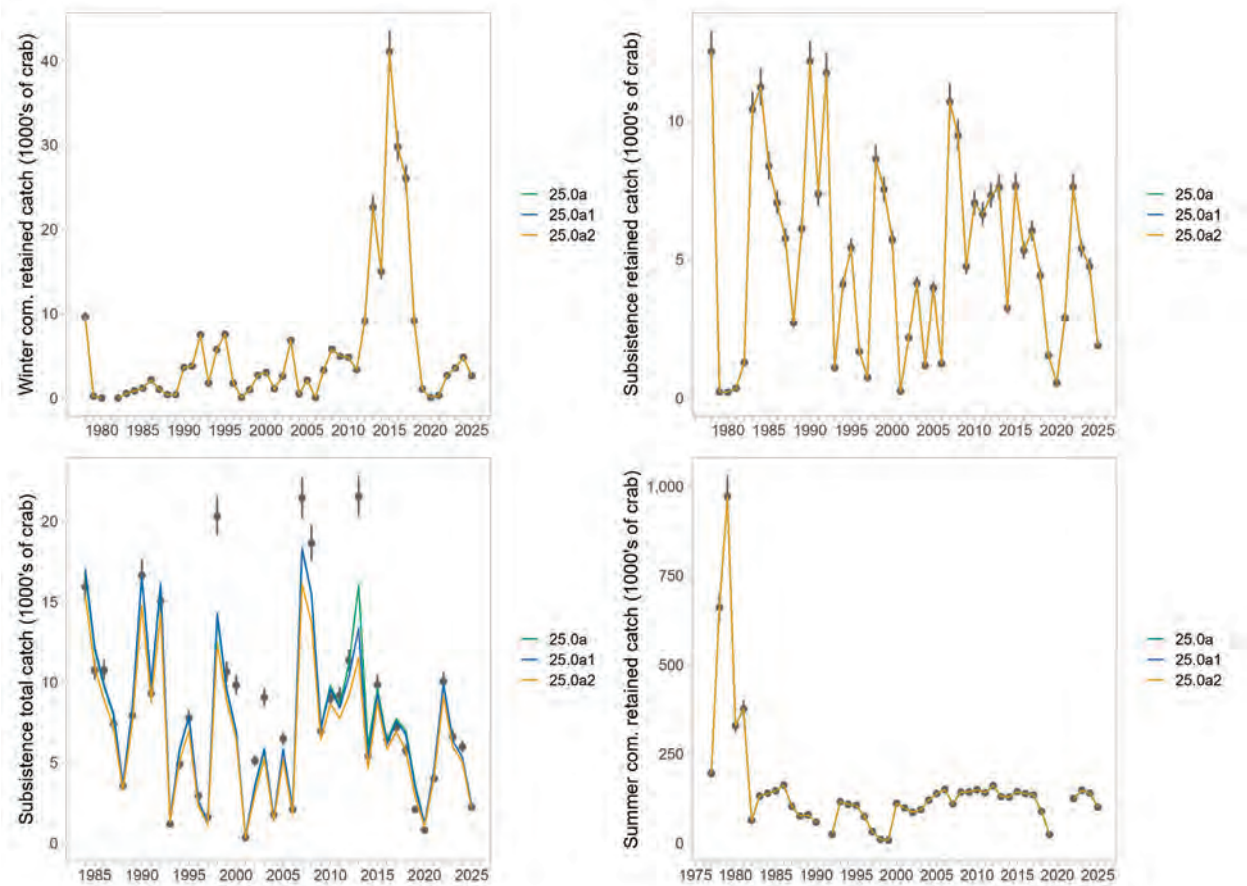 Winter com. retained catch (1000's of crab)
40
30
20
10
0
1980 1985 1990 1995 2000 2005 2010 2015 2020 2025
25.0a
25.0a1
25.0a2
Subsistence retained catch (1000's of crab)
10
5
0
1980 1985 1990 1995 2000 2005 2010 2015 2020 2025
25.0a
25.0a1
25.0a2
Subsistence total catch (1000's of crab)
20
15
10
5
0
1985 1990 1995 2000 2005 2010 2015 2020 2025
25.0a
25.0a1
25.0a2
Summer com. retained catch (1000's of crab)
1,000
750
500
250
0
1975 1980 1985 1990 1995 2000 2005 2010 2015 2020 2025
25.0a
25.0a1
25.0a2